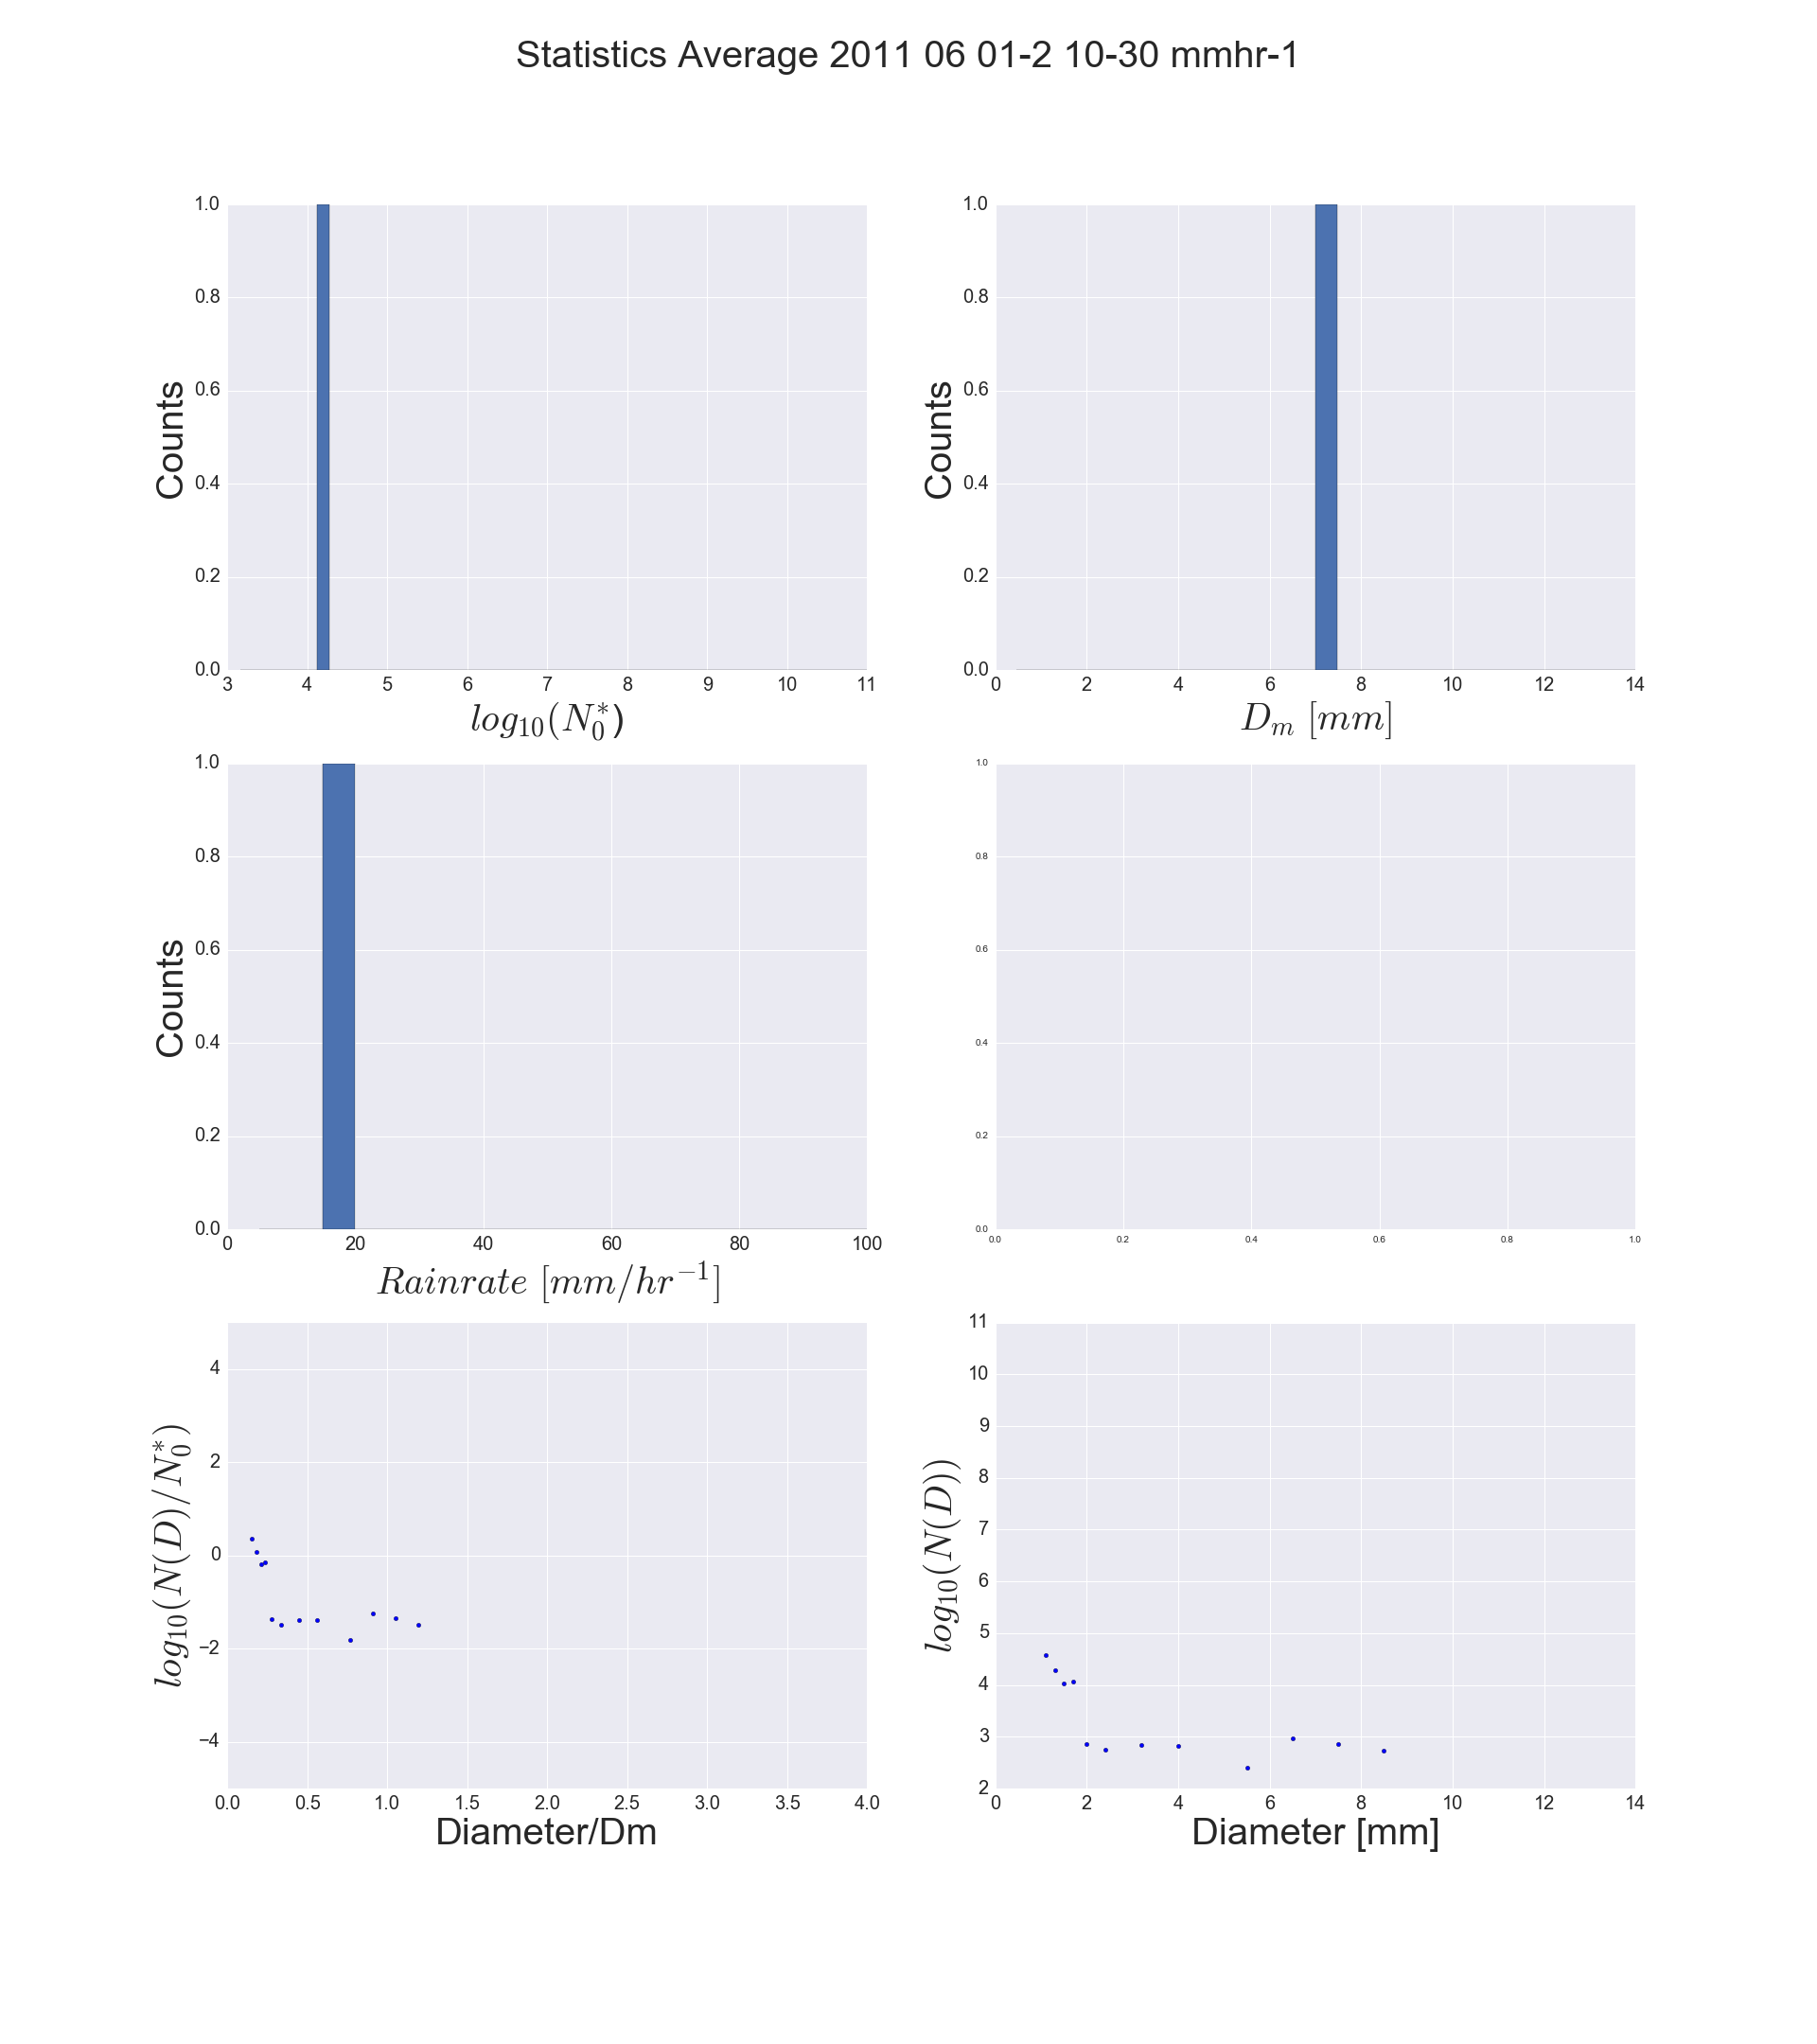 Statistics Average 2011 06 01-2 10-30 mmhr-1
1.0
0.8
0.6
0.4
0.2
0.0
Counts
3 4 5 6 7 8 9 10 11
log₁₀(N₀*)
1.0
0.8
0.6
0.4
0.2
0.0
Counts
0 2 4 6 8 10 12 14
Dₘ [mm]
1.0
0.8
0.6
0.4
0.2
0.0
Counts
0 20 40 60 80 100
Rainrate [mm/hr⁻¹]
1.0
0.8
0.6
0.4
0.2
0.0
0.0 0.2 0.4 0.6 0.8 1.0
4
2
0
−2
−4
log₁₀(N(D)/N₀*)
0.0 0.5 1.0 1.5 2.0 2.5 3.0 3.5 4.0
Diameter/Dm
11
10
9
8
7
6
5
4
3
2
log₁₀(N(D))
0 2 4 6 8 10 12 14
Diameter [mm]